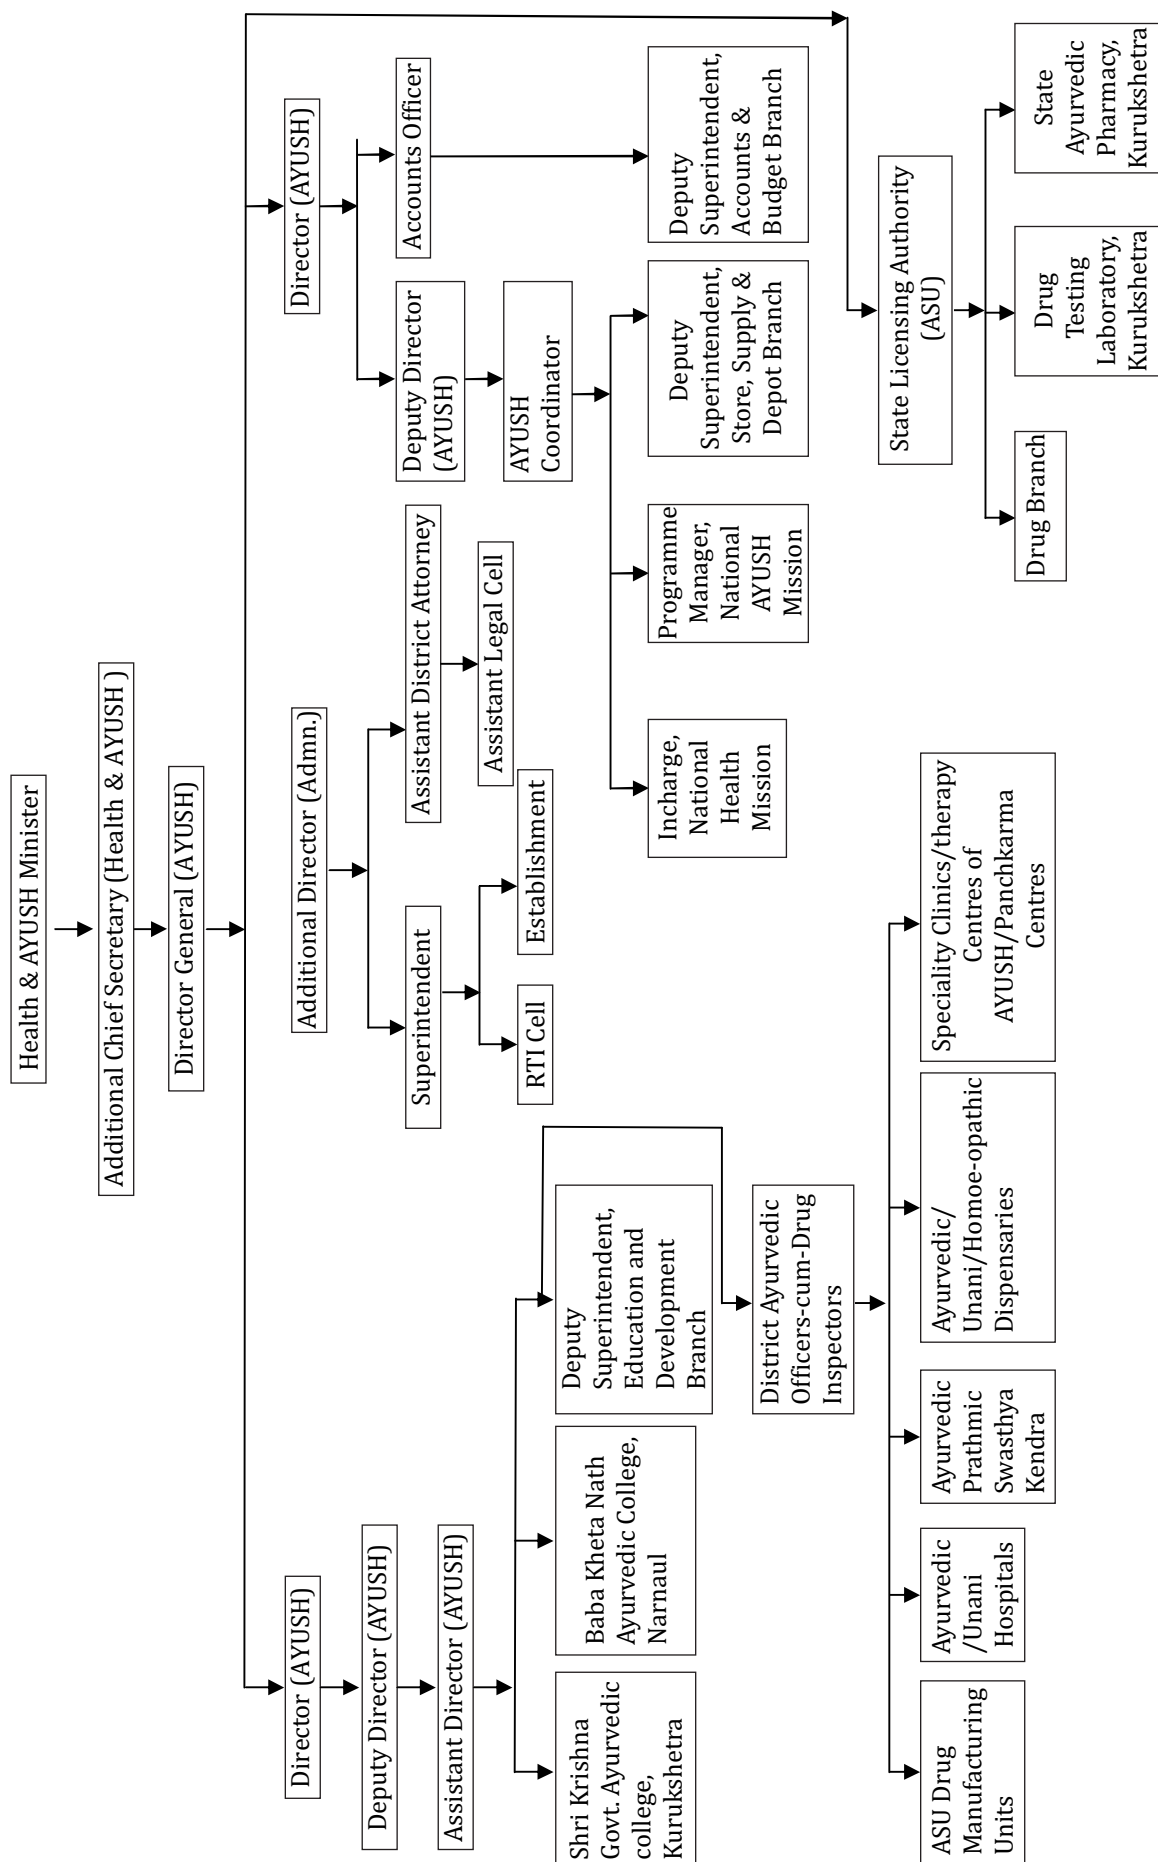 Health & AYUSH Minister
Additional Chief Secretary (Health & AYUSH )
Director General (AYUSH)
Director (AYUSH)
Additional Director (Admn.)
Director (AYUSH)
Deputy Director (AYUSH)
Assistant Director (AYUSH)
Superintendent
Assistant District Attorney
Deputy Director
(AYUSH)
Accounts Officer
Assistant Legal Cell
AYUSH
Coordinator
RTI Cell
Establishment
Shri Krishna
Govt. Ayurvedic
college,
Kurukshetra
Baba Kheta Nath
Ayurvedic College,
Narnaul
Deputy
Superintendent,
Education and
Development
Branch
Incharge,
National
Health
Mission
Programme
Manager,
National
AYUSH
Mission
Deputy
Superintendent,
Store, Supply &
Depot Branch
Deputy
Superintendent,
Accounts &
Budget Branch
District Ayurvedic
Officers-cum-Drug
Inspectors
State Licensing Authority
(ASU)
ASU Drug
Manufacturing
Units
Ayurvedic
/Unani
Hospitals
Ayurvedic
Prathmic
Swasthya
Kendra
Ayurvedic/
Unani/Homoe-opathic
Dispensaries
Speciality Clinics/therapy
Centres of
AYUSH/Panchkarma
Centres
Drug Branch
Drug
Testing
Laboratory,
Kurukshetra
State
Ayurvedic
Pharmacy,
Kurukshetra